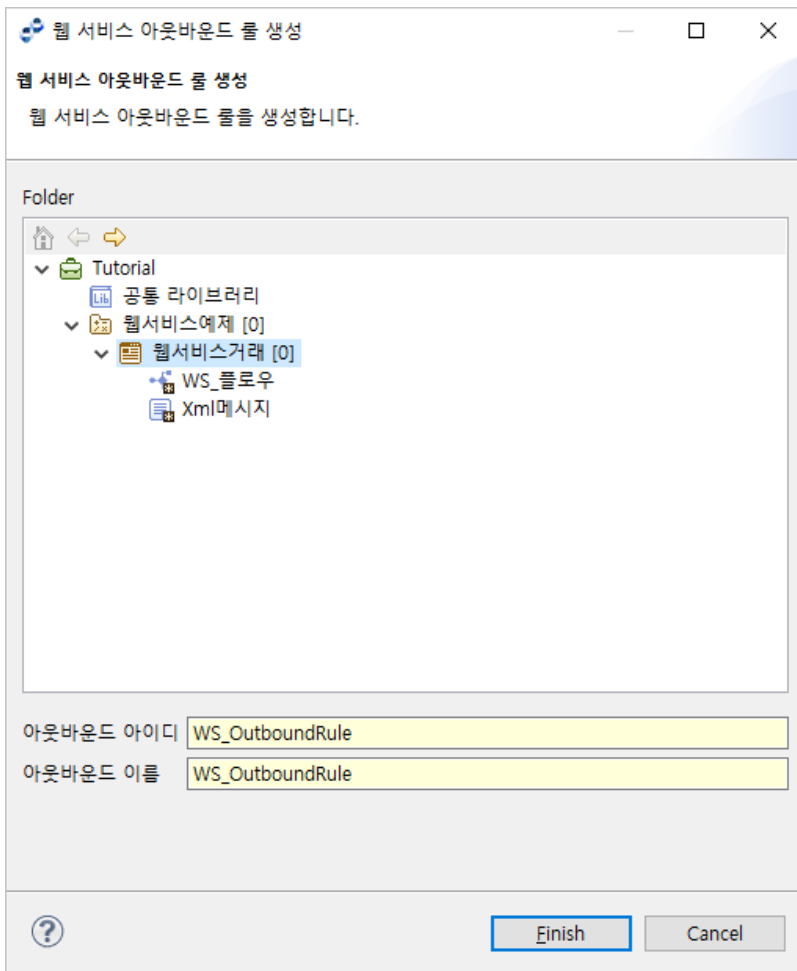 웹 서비스 아웃바운드 룰 생성
웹 서비스 아웃바운드 룰 생성
웹 서비스 아웃바운드 룰을 생성합니다.
Folder
Tutorial
Lib 공통 라이브러리
웹서비스예제 [0]
웹서비스거래 [0]
WS_플로우
Xml메시지
아웃바운드 아이디 WS_OutboundRule
아웃바운드 이름 WS_OutboundRule
? Finish Cancel